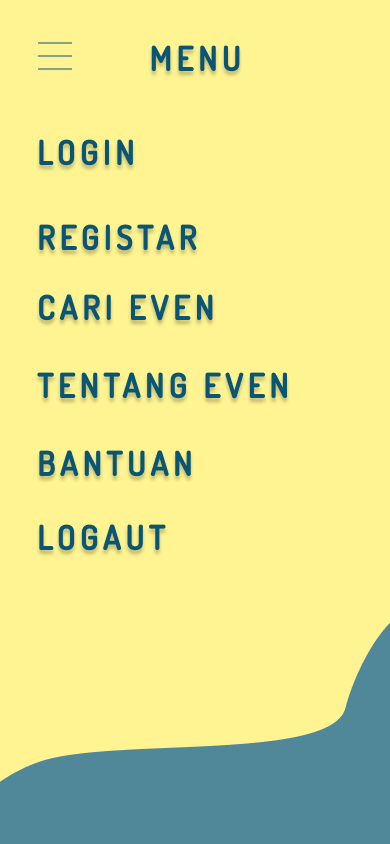 MENU
LOGIN
REGISTAR
CARI EVEN
TENTANG EVEN
BANTUAN
LOGAUT